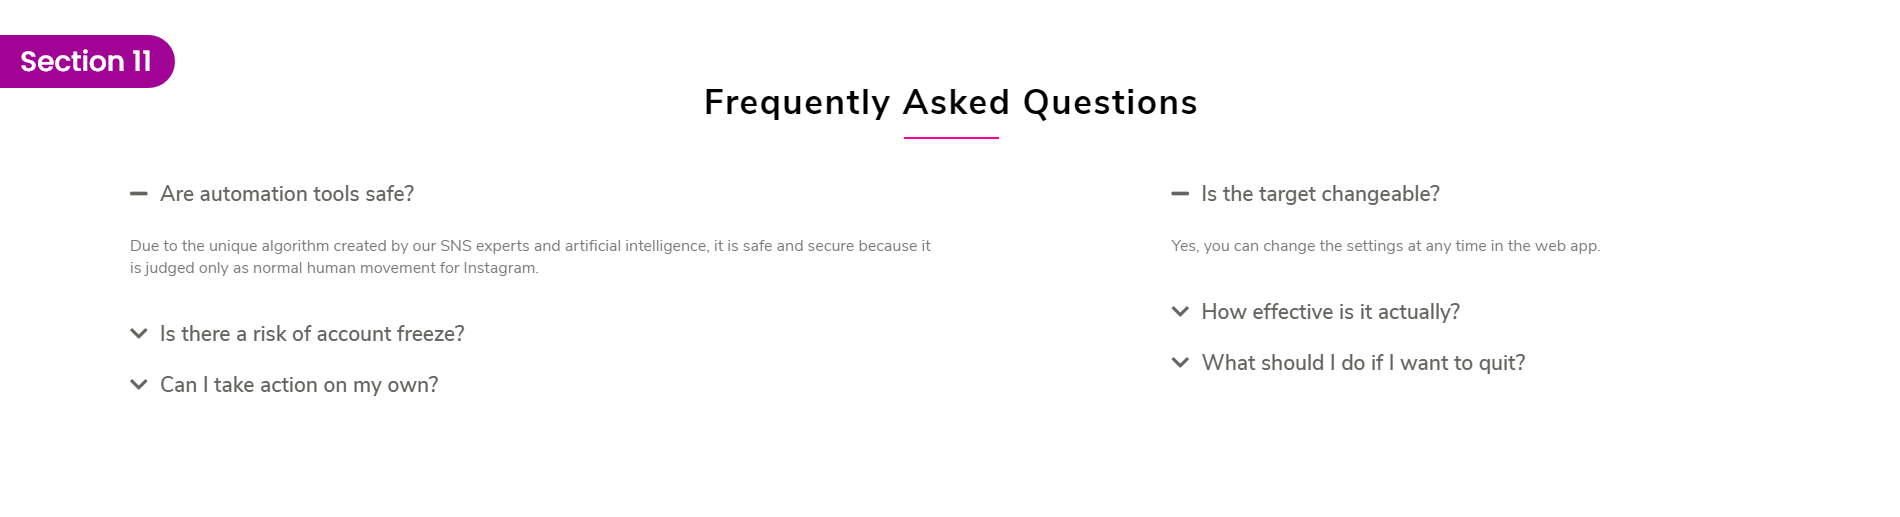 Section 11
Frequently Asked Questions
Are automation tools safe?
Due to the unique algorithm created by our SNS experts and artificial intelligence, it is safe and secure because it
is judged only as normal human movement for Instagram.
Is there a risk of account freeze?
Can I take action on my own?
Is the target changeable?
Yes, you can change the settings at any time in the web app.
How effective is it actually?
What should I do if I want to quit?